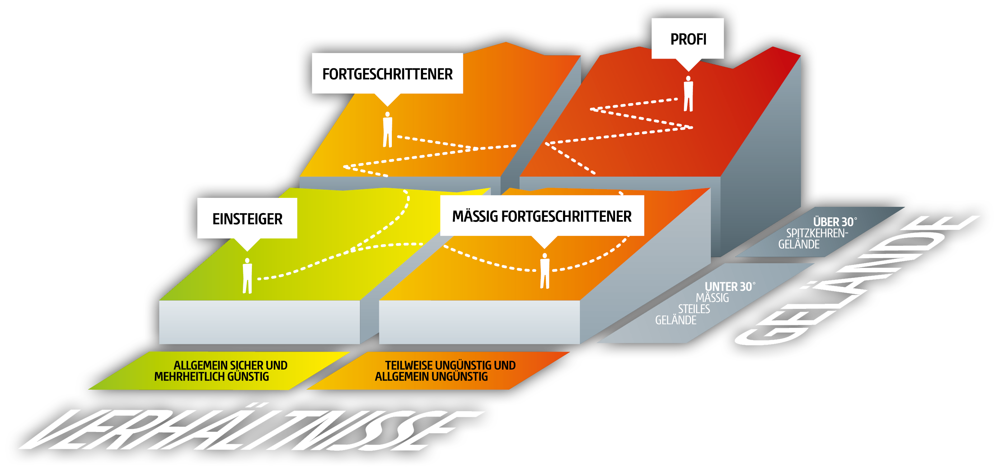 PROFI
FORTGESCHRITTENER
EINSTEIGER
MÄSSIG FORTGESCHRITTENER
ÜBER 30°
SPITZKEHREN-
GELÄNDE
UNTER 30°
MÄSSIG
STEILES
GELÄNDE
GELÄNDE
ALLGEMEIN SICHER UND
MEHRHEITLICH GÜNSTIG
TEILWEISE UNGÜNSTIG UND
ALLGEMEIN UNGÜNSTIG
VERHÄLTNISSE